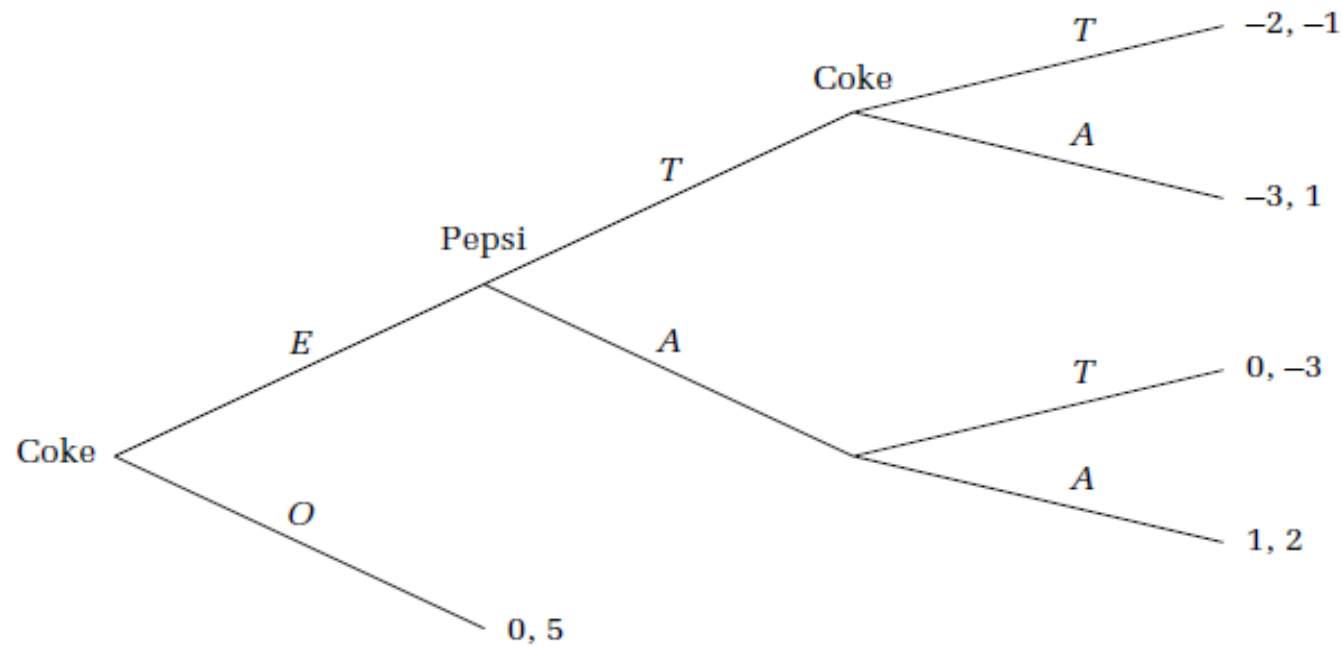 T
–2, –1
Coke
A
T
–3, 1
Pepsi
E
A
T
0, –3
Coke
A
O
1, 2
0, 5